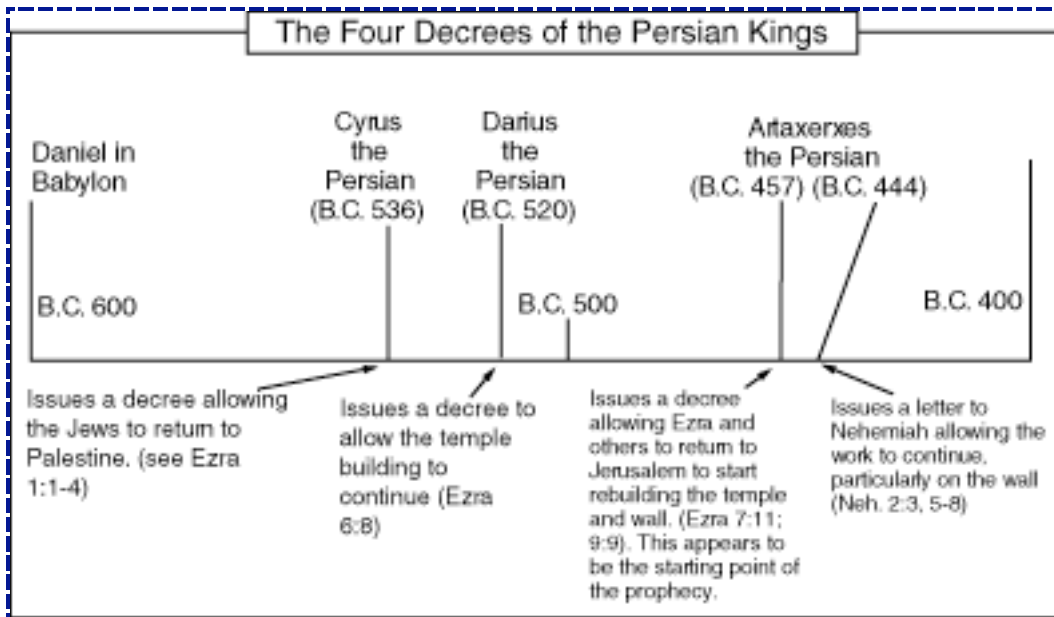 The Four Decrees of the Persian Kings
Daniel in
Babylon
Cyrus
the
Persian
(B.C. 536)
Darius
the
Persian
(B.C. 520)
Artaxerxes
the Persian
(B.C. 457) (B.C. 444)
B.C. 600
B.C. 500
B.C. 400
Issues a decree allowing
the Jews to return to
Palestine. (see Ezra
1:1-4)
Issues a decree to
allow the temple
building to
continue (Ezra
6:8)
Issues a decree
allowing Ezra and
others to return to
Jerusalem to start
rebuilding the temple
and wall. (Ezra 7:11;
9:9). This appears to
be the starting point of
the prophecy.
Issues a letter to
Nehemiah allowing the
work to continue,
particularly on the wall
(Neh. 2:3, 5-8)